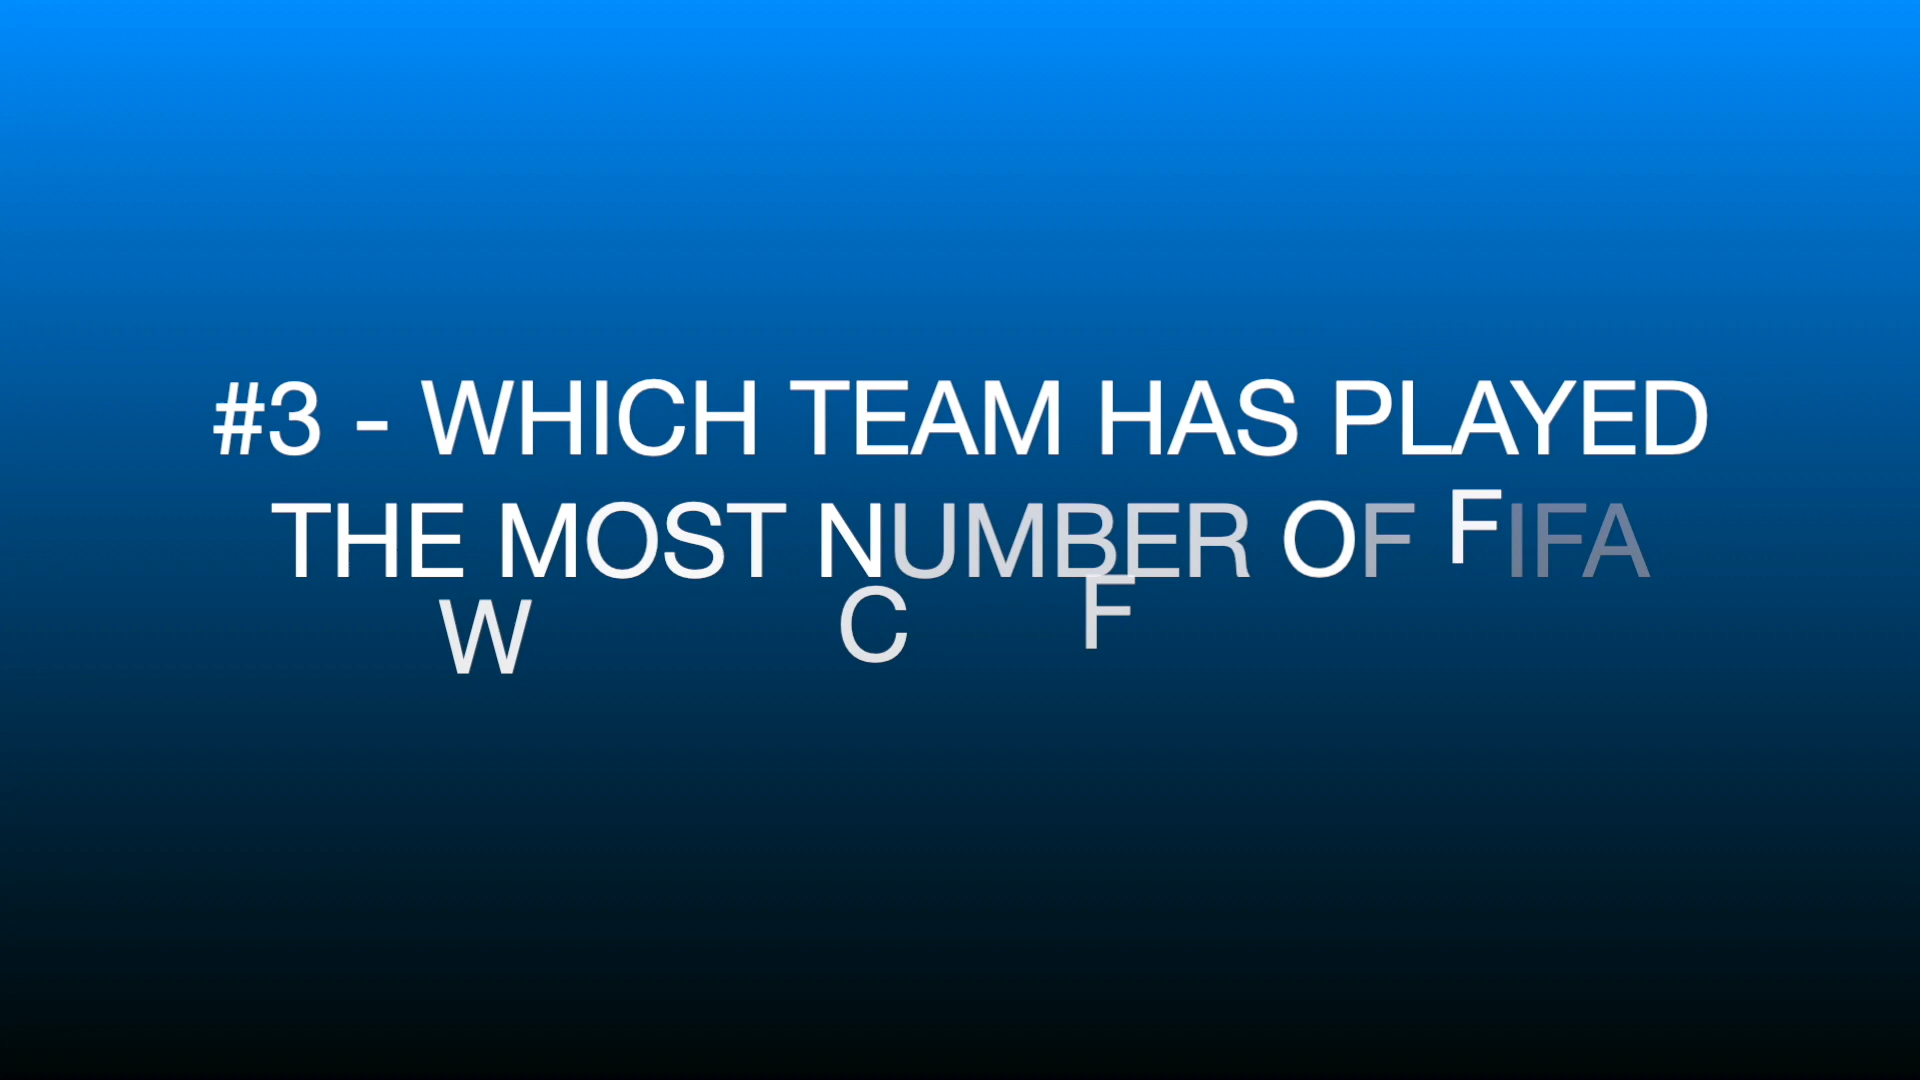 #3 - WHICH TEAM HAS PLAYED
THE MOST NUMBER OF FIFA
W C F